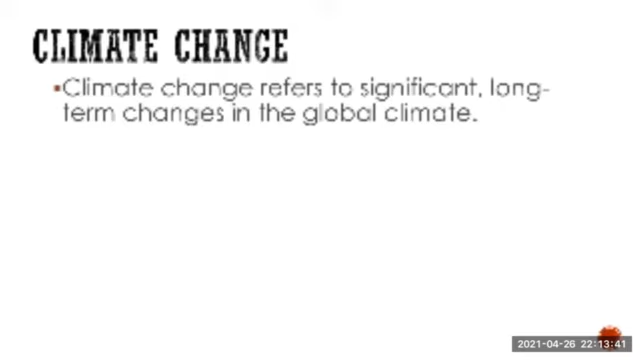 CLIMATE CHANGE
▪Climate change refers to significant, long-
term changes in the global climate.
2021-04-26 22:13:41